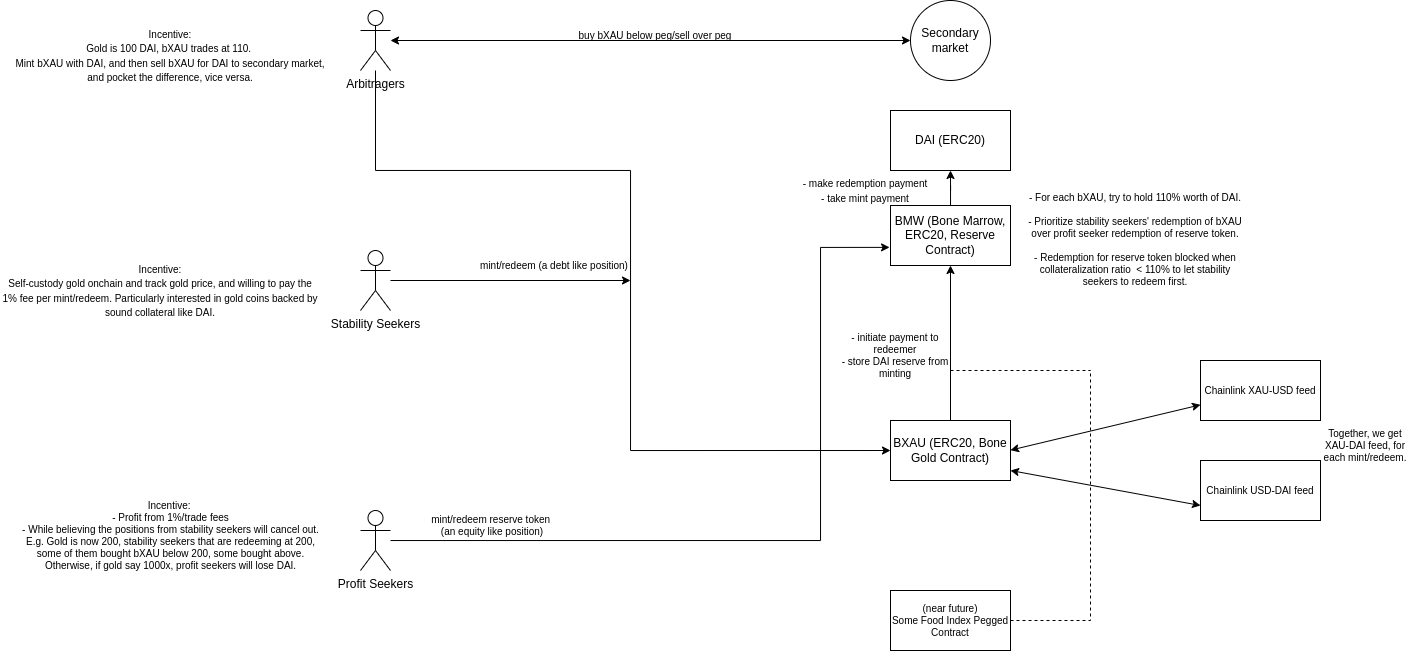 Incentive:
Gold is 100 DAI, bXAU trades at 110.
Mint bXAU with DAI, and then sell bXAU for DAI to secondary market,
and pocket the difference, vice versa.
Arbitragers
buy bXAU below peg/sell over peg
Secondary
market
DAI (ERC20)
- make redemption payment
- take mint payment
BMW (Bone Marrow,
ERC20, Reserve
Contract)
- For each bXAU, try to hold 110% worth of DAI.
- Prioritize stability seekers' redemption of bXAU
over profit seeker redemption of reserve token.
- Redemption for reserve token blocked when
collateralization ratio < 110% to let stability
seekers to redeem first.
Incentive:
Self-custody gold onchain and track gold price, and willing to pay the
1% fee per mint/redeem. Particularly interested in gold coins backed by
sound collateral like DAI.
Stability Seekers
mint/redeem (a debt like position)
- initiate payment to
redeemer
- store DAI reserve from
minting
BXAU (ERC20, Bone
Gold Contract)
Chainlink XAU-USD feed
Together, we get
XAU-DAI feed, for
each mint/redeem.
Chainlink USD-DAI feed
Incentive:
- Profit from 1%/trade fees
- While believing the positions from stability seekers will cancel out.
E.g. Gold is now 200, stability seekers that are redeeming at 200,
some of them bought bXAU below 200, some bought above.
Otherwise, if gold say 1000x, profit seekers will lose DAI.
Profit Seekers
mint/redeem reserve token
(an equity like position)
(near future)
Some Food Index Pegged
Contract